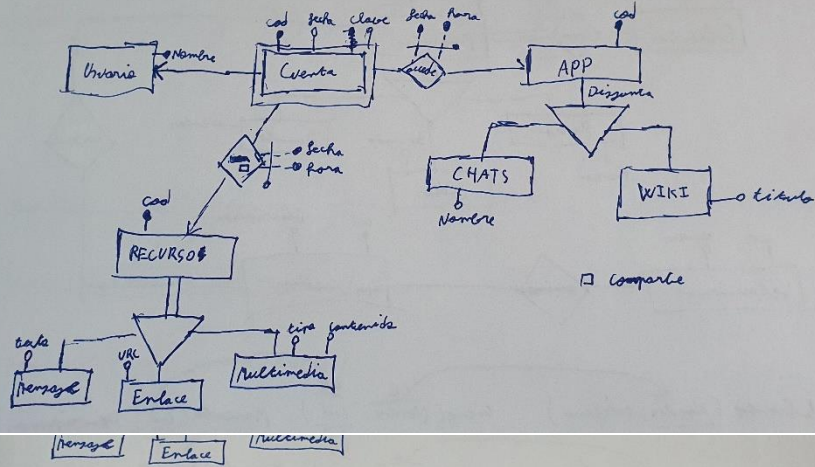 cod fecha clave fecha hora cod
Usuario Nombre Cuenta accede APP
Disjunta
fecha
hora
CHATS WIKI titulo
Nombre
cod
RECURSOS
□ comparte
texto URL tipo contenido
Mensaje Enlace Multimedia
Mensaje Enlace Multimedia